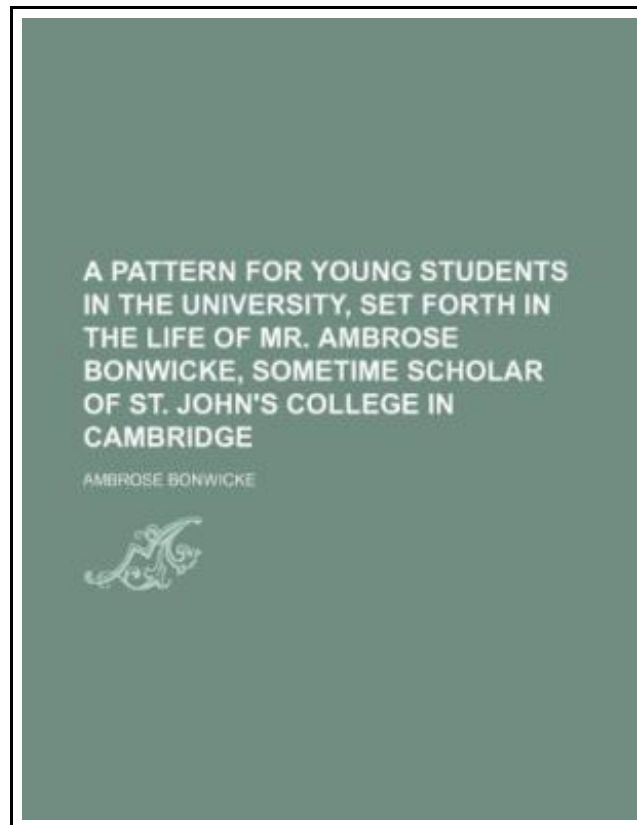 A PATTERN FOR YOUNG STUDENTS
IN THE UNIVERSITY, SET FORTH IN
THE LIFE OF MR. AMBROSE
BONWICKE, SOMETIME SCHOLAR
OF ST. JOHN'S COLLEGE IN
CAMBRIDGE
AMBROSE BONWICKE